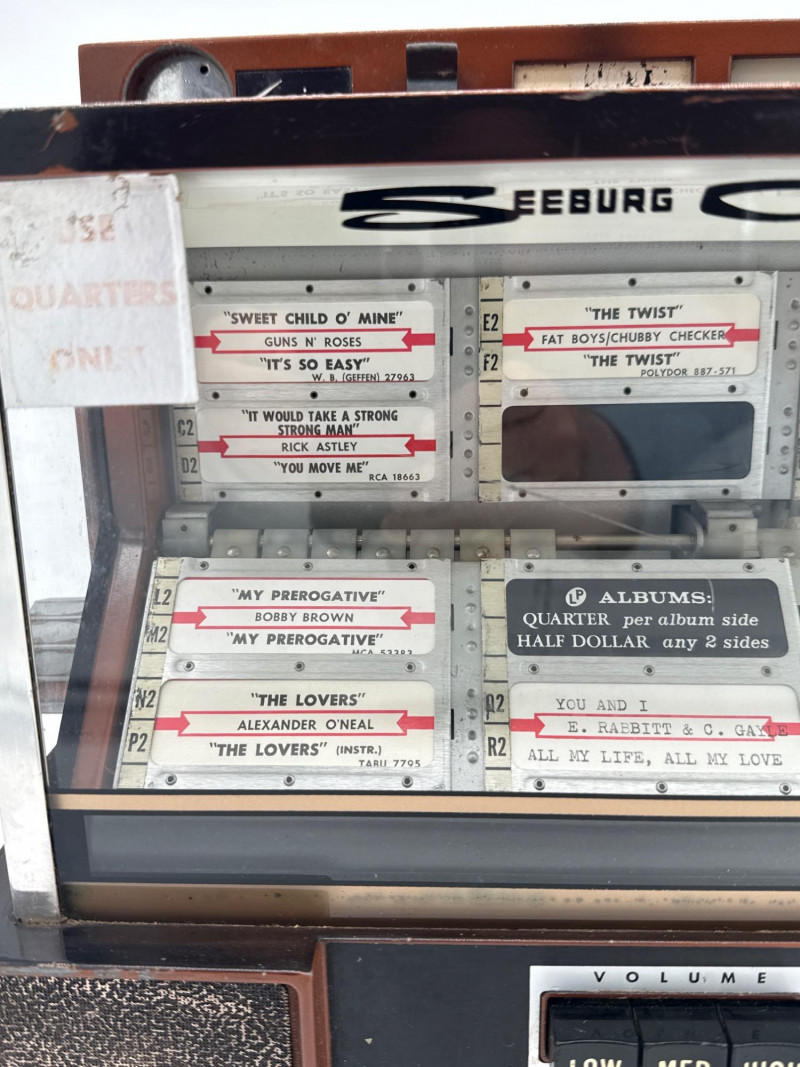 SEEBURG
USE
QUARTERS
ONLY
"SWEET CHILD O' MINE"
GUNS N' ROSES
"IT'S SO EASY"
W. B. (GEFFEN) 27963
E2
F2
"THE TWIST"
FAT BOYS/CHUBBY CHECKER
"THE TWIST"
POLYDOR 887-571
C2
D2
"IT WOULD TAKE A STRONG
STRONG MAN"
RICK ASTLEY
"YOU MOVE ME"
RCA 18663
L2
M2
"MY PREROGATIVE"
BOBBY BROWN
"MY PREROGATIVE"
MCA 53383
LP ALBUMS:
QUARTER per album side
HALF DOLLAR any 2 sides
N2
P2
"THE LOVERS"
ALEXANDER O'NEAL
"THE LOVERS" (INSTR.)
TABU 7795
Q2
R2
YOU AND I
E. RABBITT & C. GAYLE
ALL MY LIFE, ALL MY LOVE
VOLUME
LOW MED HIGH